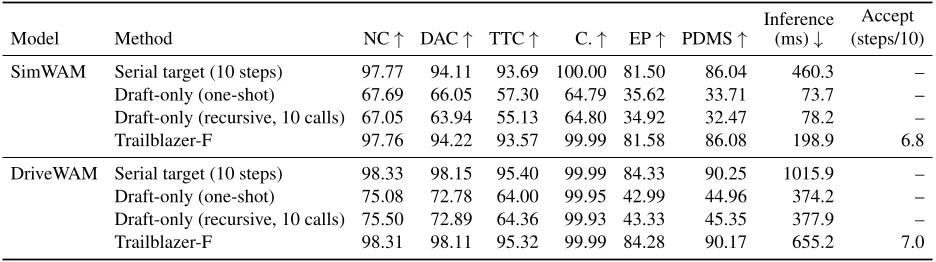 Inference Accept
Model Method NC ↑ DAC ↑ TTC ↑ C. ↑ EP ↑ PDMS ↑ (ms) ↓ (steps/10)
SimWAM Serial target (10 steps) 97.77 94.11 93.69 100.00 81.50 86.04 460.3 –
Draft-only (one-shot) 67.69 66.05 57.30 64.79 35.62 33.71 73.7 –
Draft-only (recursive, 10 calls) 67.05 63.94 55.13 64.80 34.92 32.47 78.2 –
Trailblazer-F 97.76 94.22 93.57 99.99 81.58 86.08 198.9 6.8
DriveWAM Serial target (10 steps) 98.33 98.15 95.40 99.99 84.33 90.25 1015.9 –
Draft-only (one-shot) 75.08 72.78 64.00 99.95 42.99 44.96 374.2 –
Draft-only (recursive, 10 calls) 75.50 72.89 64.36 99.93 43.33 45.35 377.9 –
Trailblazer-F 98.31 98.11 95.32 99.99 84.28 90.17 655.2 7.0